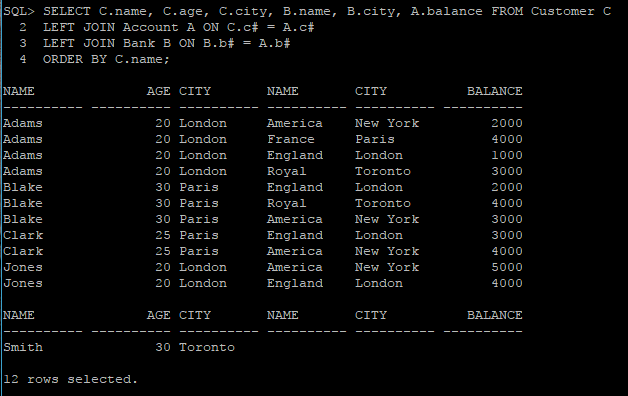 SQL> SELECT C.name, C.age, C.city, B.name, B.city, A.balance FROM Customer C
  2  LEFT JOIN Account A ON C.c# = A.c#
  3  LEFT JOIN Bank B ON B.b# = A.b#
  4  ORDER BY C.name;

NAME              AGE CITY       NAME       CITY          BALANCE
---------- ---------- ---------- ---------- ---------- ----------
Adams              20 London     America    New York         2000
Adams              20 London     France     Paris            4000
Adams              20 London     England    London           1000
Adams              20 London     Royal      Toronto          3000
Blake              30 Paris      England    London           2000
Blake              30 Paris      Royal      Toronto          4000
Blake              30 Paris      America    New York         3000
Clark              25 Paris      England    London           3000
Clark              25 Paris      America    New York         4000
Jones              20 London     America    New York         5000
Jones              20 London     England    London           4000

NAME              AGE CITY       NAME       CITY          BALANCE
---------- ---------- ---------- ---------- ---------- ----------
Smith              30 Toronto

12 rows selected.